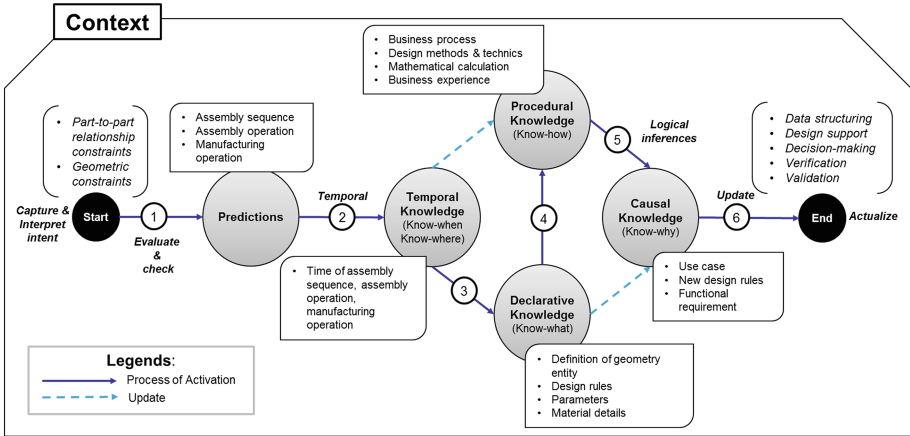 Context
• Business process
• Design methods & technics
• Mathematical calculation
• Business experience
• Part-to-part
relationship
constraints
• Geometric
constraints
• Assembly sequence
• Assembly operation
• Manufacturing
operation
Procedural
Knowledge
(Know-how)
5
Logical
inferences
• Data structuring
• Design support
• Decision-making
• Verification
• Validation
Capture &
Interpret
intent
Start
1
Evaluate
&
check
Predictions
Temporal
2
Temporal
Knowledge
(Know-when
Know-where)
4
Causal
Knowledge
(Know-why)
Update
6
End
Actualize
• Time of assembly
sequence, assembly
operation,
manufacturing
operation
3
Declarative
Knowledge
(Know-what)
• Use case
• New design rules
• Functional
requirement
• Definition of geometry
entity
• Design rules
• Parameters
• Material details
Legends:
Process of Activation
Update